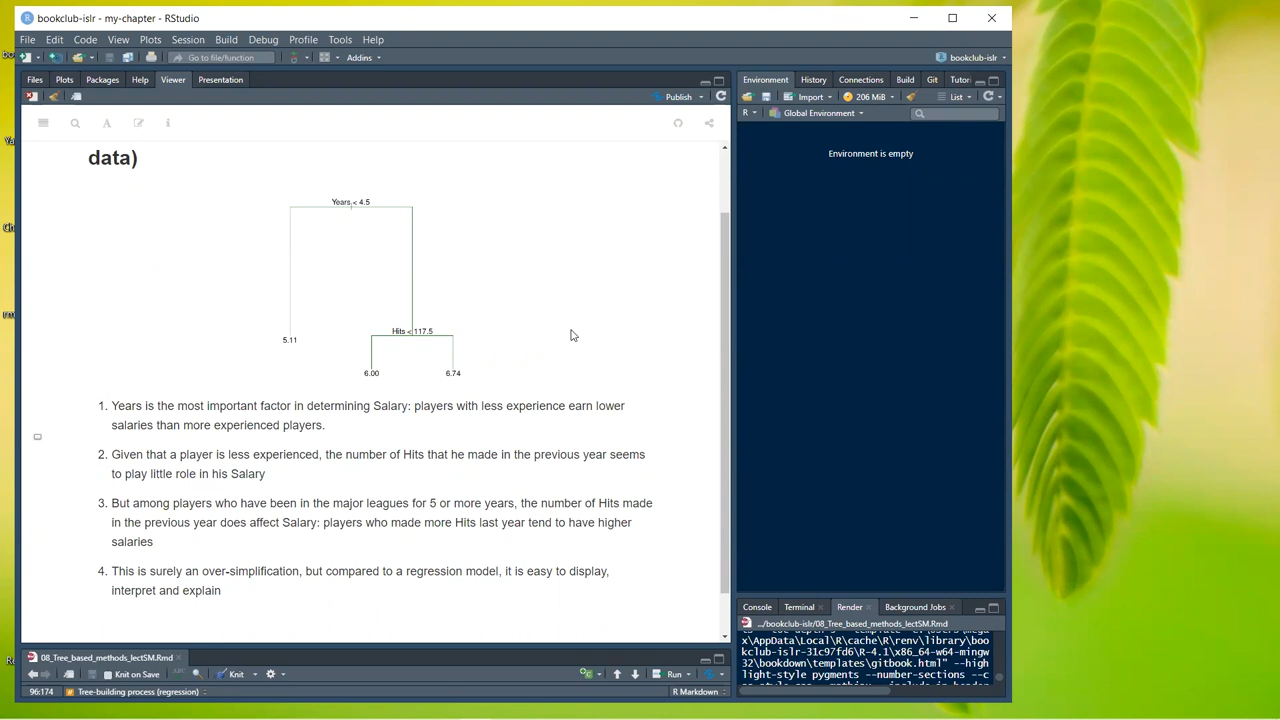 bookclub-islr - my-chapter - RStudio
File Edit Code View Plots Session Build Debug Profile Tools Help
Go to file/function Addins bookclub-islr
Files Plots Packages Help Viewer Presentation
Publish
data)
Years < 4.5
Hits < 117.5
5.11
6.00 6.74
1. Years is the most important factor in determining Salary: players with less experience earn lower
salaries than more experienced players.
2. Given that a player is less experienced, the number of Hits that he made in the previous year seems
to play little role in his Salary
3. But among players who have been in the major leagues for 5 or more years, the number of Hits made
in the previous year does affect Salary: players who made more Hits last year tend to have higher
salaries
4. This is surely an over-simplification, but compared to a regression model, it is easy to display,
interpret and explain
08_Tree_based_methods_lectSM.Rmd
Knit on Save Knit Run
96:174 Tree-building process (regression) R Markdown
Environment History Connections Build Git Tutor
Import 206 MiB List
R Global Environment
Environment is empty
Console Terminal Render Background Jobs
.../bookclub-islr/08_Tree_based_methods_lectSM.Rmd
x\AppData\Local\R\cache\R\renv\library\boo
kclub-islr-31c97fd6\R-4.1\x86_64-w64-mingw
32\bookdown\templates\gitbook.html" --high
light-style pygments --number-sections --c